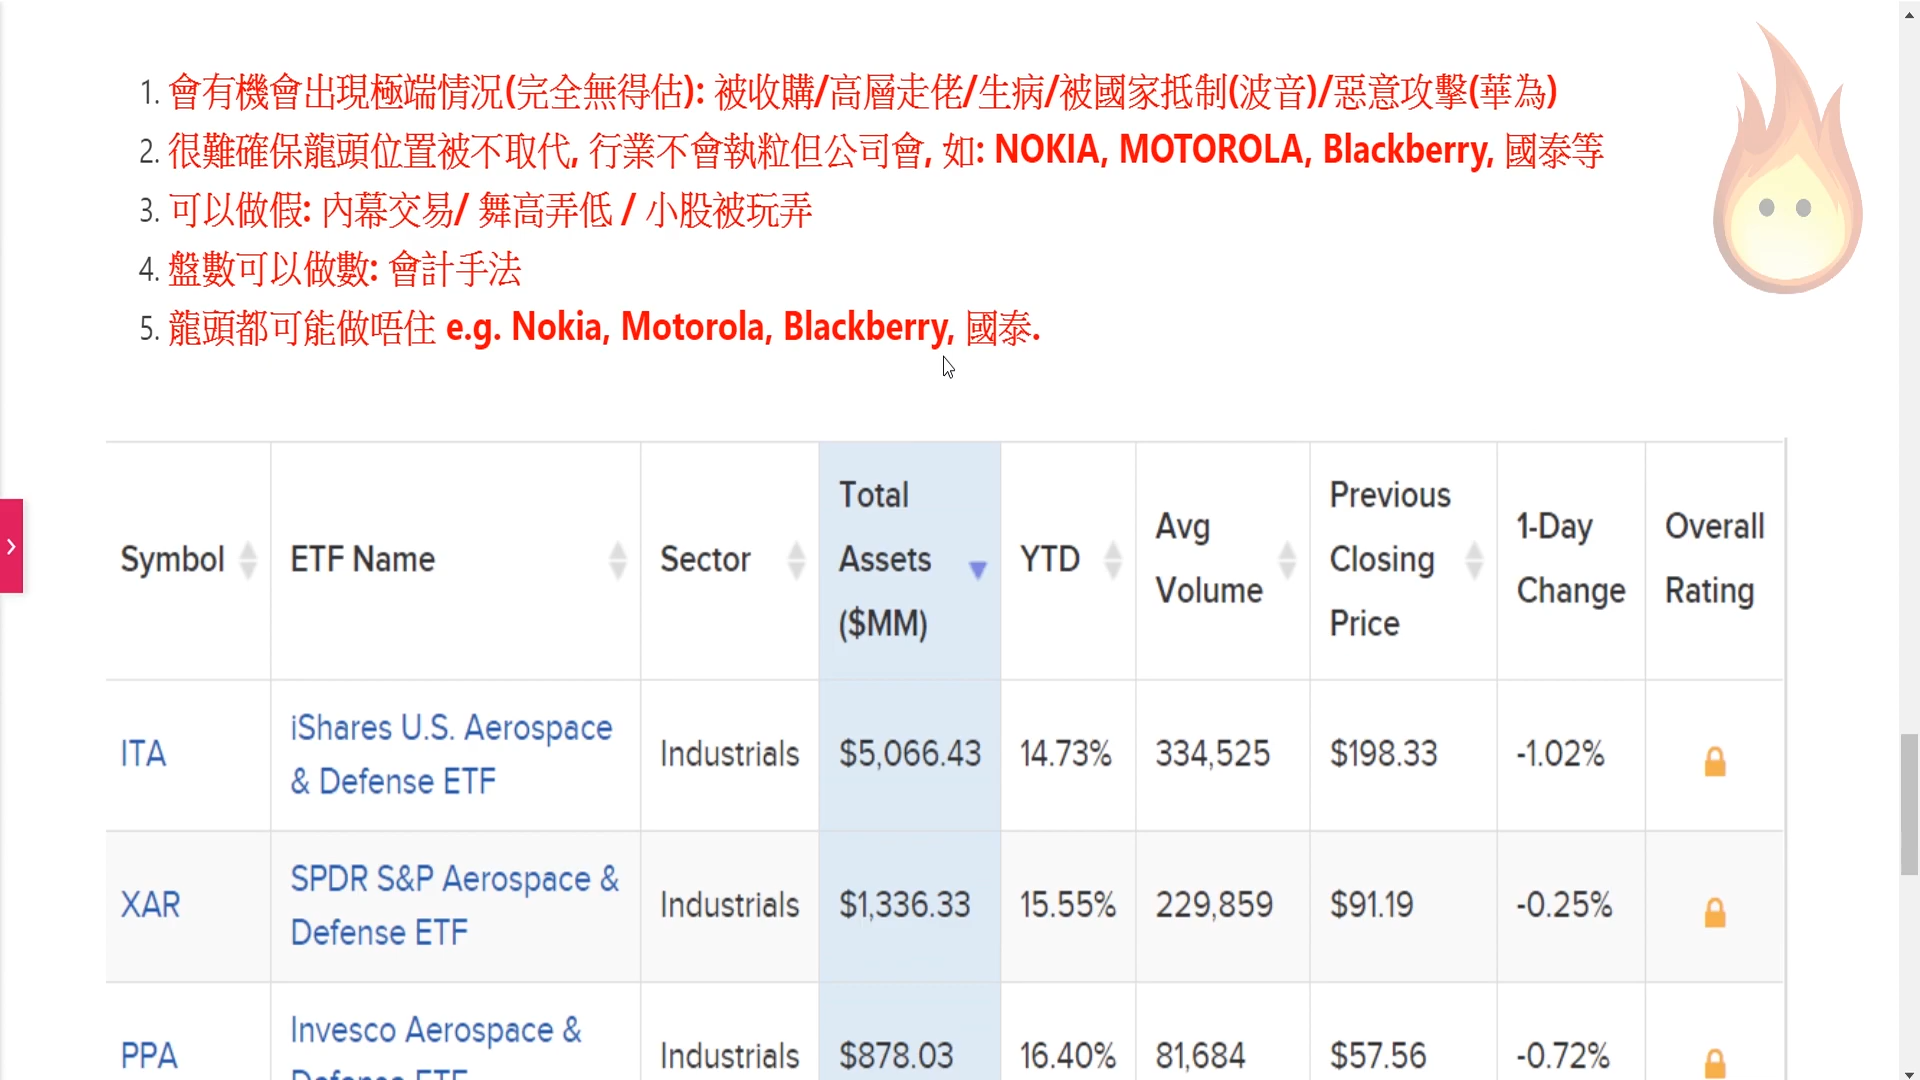 1. 會有機會出現極端情況(完全無得估): 被收購/高層走佬/生病/被國家抵制(波音)/惡意攻擊(華為)
2. 很難確保龍頭位置被不取代, 行業不會執粒但公司會, 如: NOKIA, MOTOROLA, Blackberry, 國泰等
3. 可以做假: 內幕交易/ 舞高弄低 / 小股被玩弄
4. 盤數可以做數: 會計手法
5. 龍頭都可能做唔住 e.g. Nokia, Motorola, Blackberry, 國泰.
Symbol ETF Name Sector Total Assets ($MM) YTD Avg Volume Previous Closing Price 1-Day Change Overall Rating
ITA iShares U.S. Aerospace & Defense ETF Industrials $5,066.43 14.73% 334,525 $198.33 -1.02%
XAR SPDR S&P Aerospace & Defense ETF Industrials $1,336.33 15.55% 229,859 $91.19 -0.25%
PPA Invesco Aerospace & Defense ETF Industrials $878.03 16.40% 81,684 $57.56 -0.72%